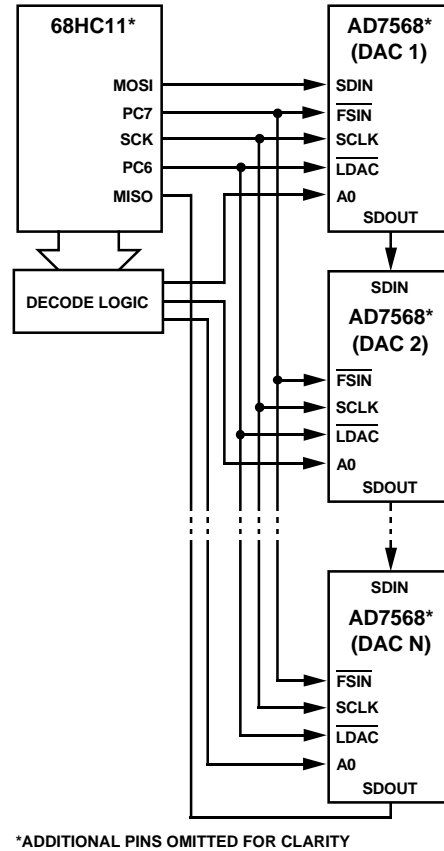 68HC11*
MOSI
PC7
SCK
PC6
MISO
DECODE LOGIC
AD7568*
(DAC 1)
SDIN
FSIN
SCLK
LDAC
A0
SDOUT
SDIN
AD7568*
(DAC 2)
FSIN
SCLK
LDAC
A0
SDOUT
SDIN
AD7568*
(DAC N)
FSIN
SCLK
LDAC
A0
SDOUT
*ADDITIONAL PINS OMITTED FOR CLARITY